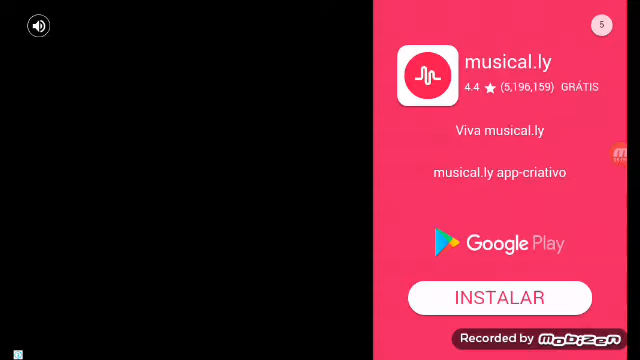 5
musical.ly
4.4 ★ (5,196,159) GRÁTIS
Viva musical.ly
musical.ly app-criativo
Google Play
INSTALAR
Recorded by mobizen